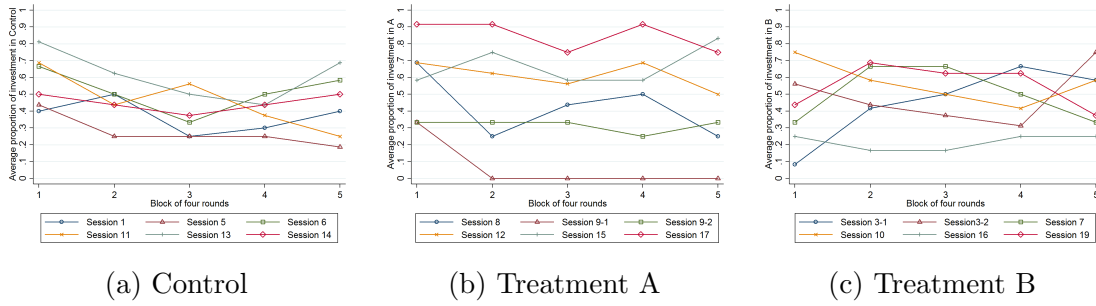 Average proportion of investment in Control
1
.9
.8
.7
.6
.5
.4
.3
.2
.1
0
1 2 3 4 5
Block of four rounds
Session 1 Session 5 Session 6
Session 11 Session 13 Session 14
(a) Control
Average proportion of investment in A
1
.9
.8
.7
.6
.5
.4
.3
.2
.1
0
1 2 3 4 5
Block of four rounds
Session 8 Session 9-1 Session 9-2
Session 12 Session 15 Session 17
(b) Treatment A
Average proportion of investment in B
1
.9
.8
.7
.6
.5
.4
.3
.2
.1
0
1 2 3 4 5
Block of four rounds
Session 3-1 Session3-2 Session 7
Session 10 Session 16 Session 19
(c) Treatment B